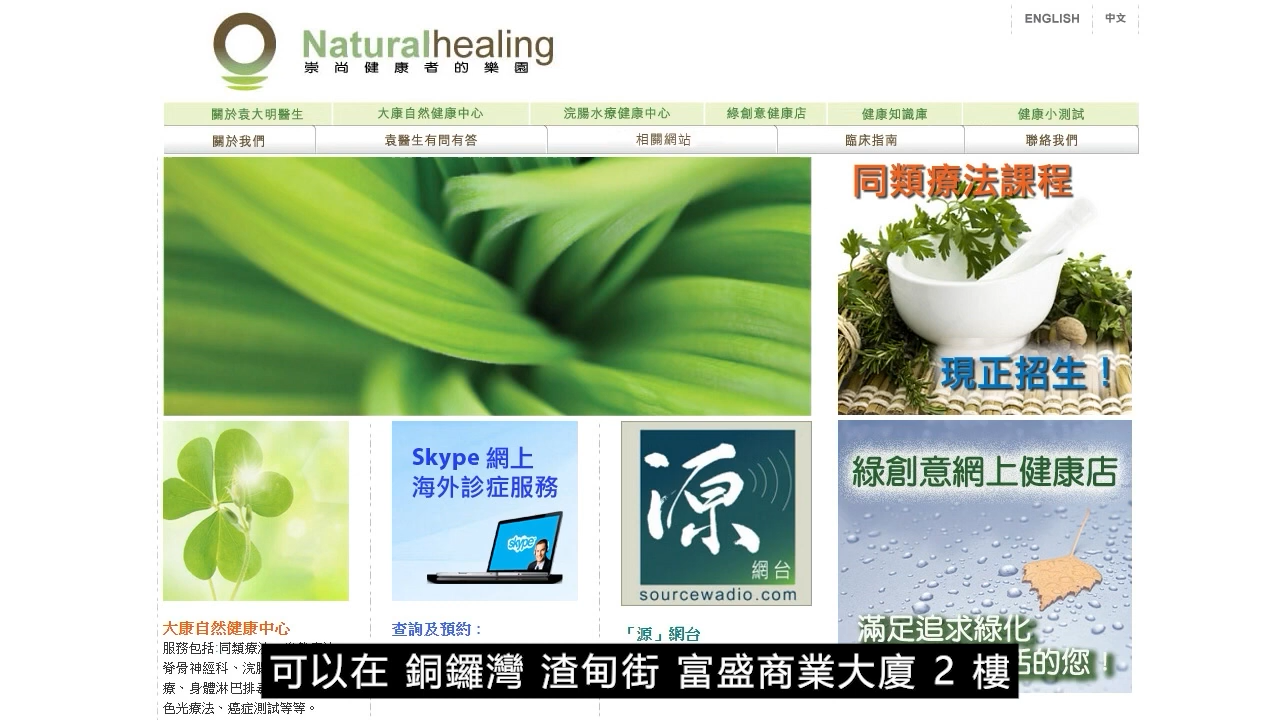 ENGLISH
中文
Naturalhealing
崇尚健康者的樂園
關於袁大明醫生
大康自然健康中心
浣腸水療健康中心
綠創意健康店
健康知識庫
健康小測試
關於我們
袁醫生有問有答
相關網站
臨床指南
聯絡我們
同類療法課程
現正招生！
Skype 網上
海外診症服務
skype
源
網台
sourcewadio.com
綠創意網上健康店
滿足追求綠化
活的您！
大康自然健康中心
服務包括:同類療法
脊骨神經科、浣腸
療、身體淋巴排毒
色光療法、癌症測試等等。
查詢及預約：
「源」網台
可以在 銅鑼灣 渣甸街 富盛商業大廈 2 樓